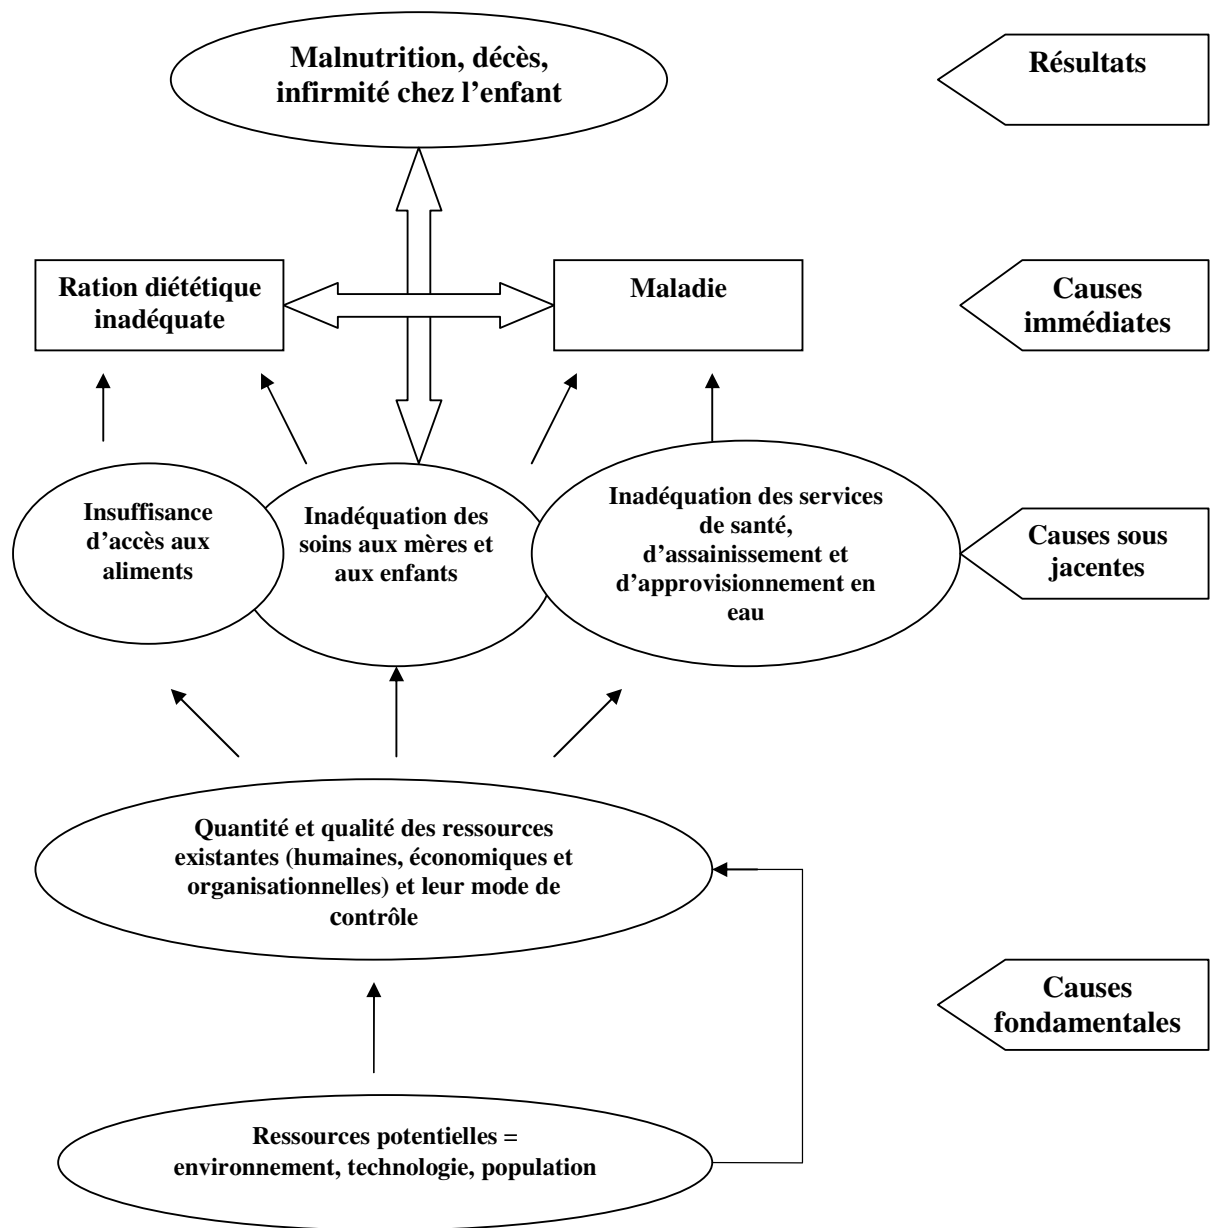 Malnutrition, décès,
infirmité chez l’enfant
Résultats
Ration diététique
inadéquate
Maladie
Causes
immédiates
Insuffisance
d’accès aux
aliments
Inadéquation des
soins aux mères et
aux enfants
Inadéquation des services
de santé,
d’assainissement et
d’approvisionnement en
eau
Causes sous
jacentes
Quantité et qualité des ressources
existantes (humaines, économiques et
organisationnelles) et leur mode de
contrôle
Causes
fondamentales
Ressources potentielles =
environnement, technologie, population